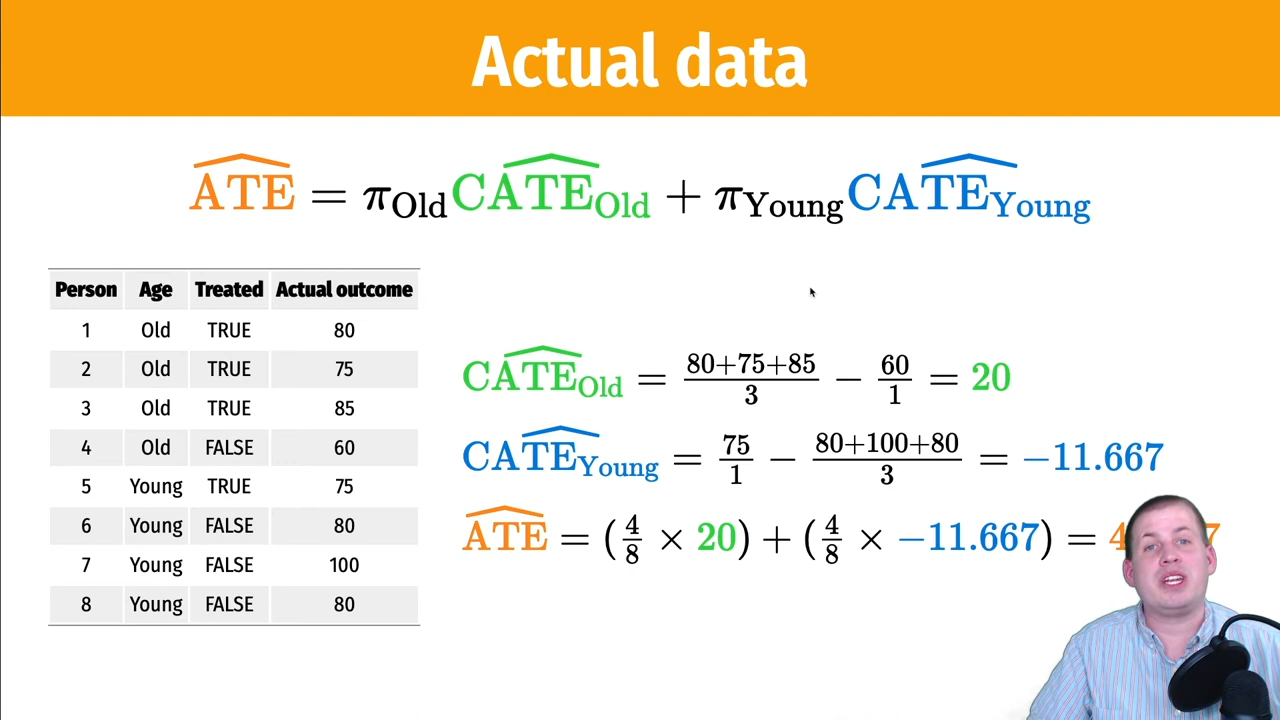 Actual data
ATE = π_Old CATE_Old + π_Young CATE_Young
Person Age Treated Actual outcome
1 Old TRUE 80
2 Old TRUE 75
3 Old TRUE 85
4 Old FALSE 60
5 Young TRUE 75
6 Young FALSE 80
7 Young FALSE 100
8 Young FALSE 80
CATE_Old = (80+75+85)/3 − 60/1 = 20
CATE_Young = 75/1 − (80+100+80)/3 = −11.667
ATE = (4/8 × 20) + (4/8 × −11.667) =